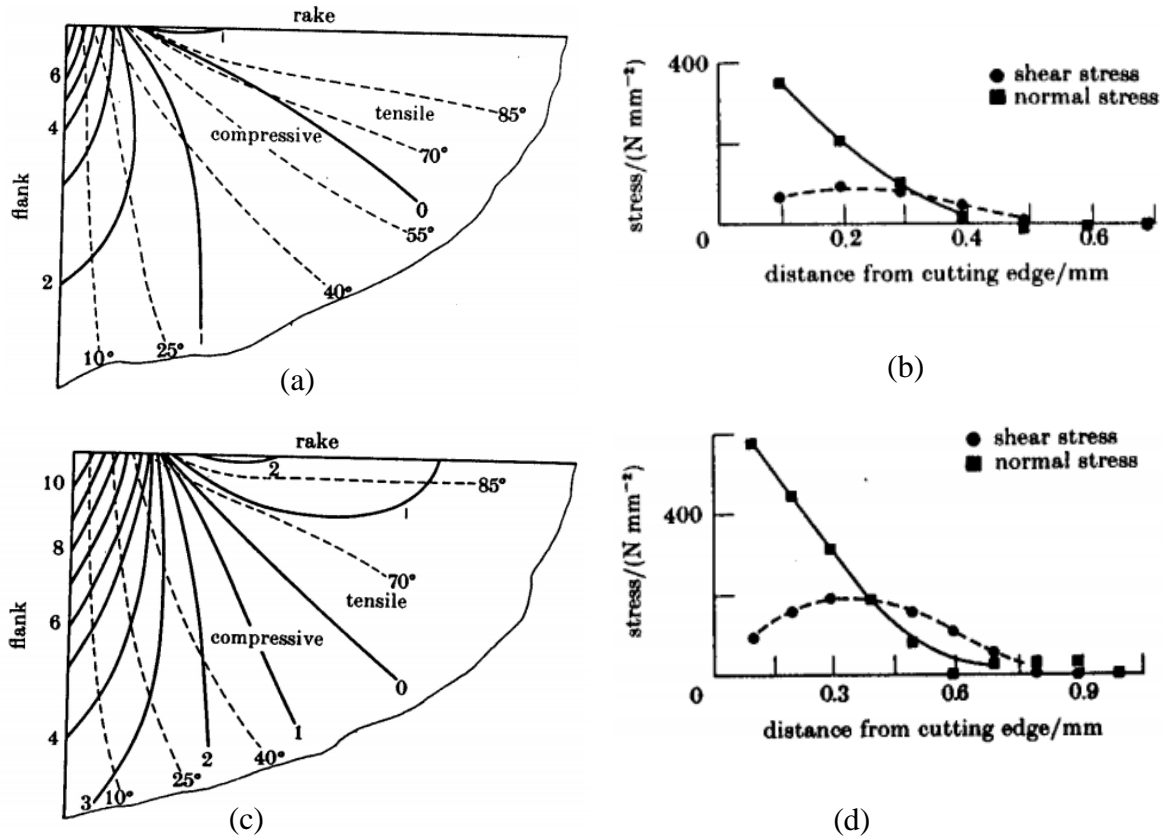 rake
6
4
2
flank
1
tensile
compressive
85°
70°
0
55°
40°
10°
25°
1
(a)
400
0
stress/(N mm⁻²)
● shear stress
■ normal stress
0.2
0.4
0.6
distance from cutting edge/mm
(b)
rake
10
8
6
4
3
flank
2
85°
1
70°
tensile
compressive
0
1
2
40°
25°
10°
(c)
400
0
stress/(N mm⁻²)
● shear stress
■ normal stress
0.3
0.6
0.9
distance from cutting edge/mm
(d)